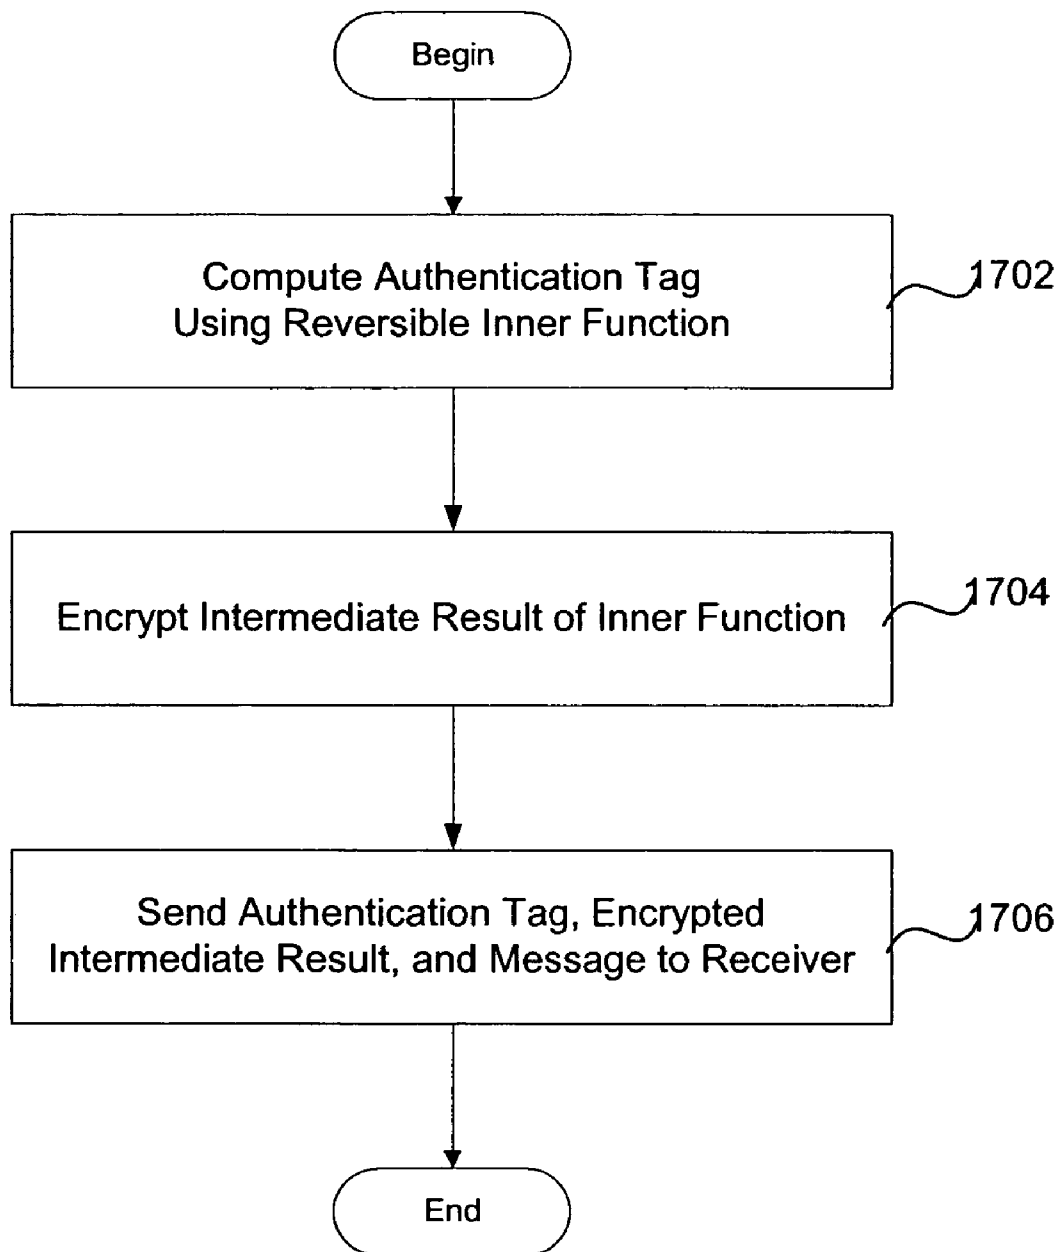 Begin
Compute Authentication Tag
Using Reversible Inner Function
1702
Encrypt Intermediate Result of Inner Function
1704
Send Authentication Tag, Encrypted
Intermediate Result, and Message to Receiver
1706
End